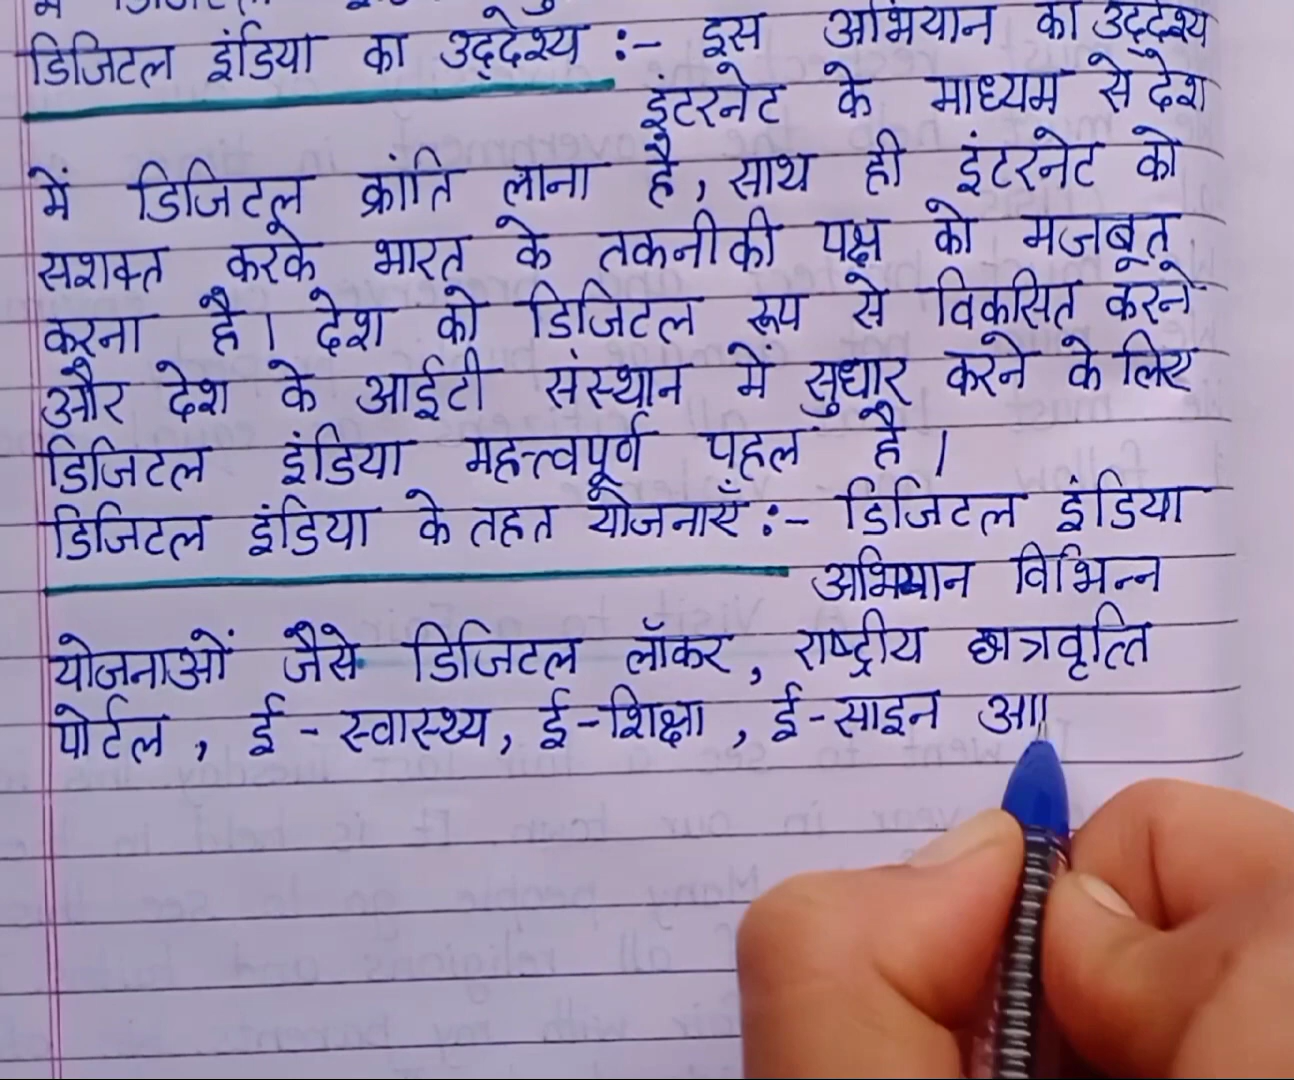 में डिजिटल
डिजिटल इंडिया का उद्देश्य :- इस अभियान का उद्देश्य
इंटरनेट के माध्यम से देश
में डिजिटल क्रांति लाना है, साथ ही इंटरनेट को
सशक्त करके भारत के तकनीकी पक्ष को मजबूत
करना है। देश को डिजिटल रूप से विकसित करने
और देश के आईटी संस्थान में सुधार करने के लिए
डिजिटल इंडिया महत्त्वपूर्ण पहल है।
डिजिटल इंडिया के तहत योजनाएँ :- डिजिटल इंडिया
अभियान विभिन्न
योजनाओं जैसे डिजिटल लॉकर, राष्ट्रीय छात्रवृत्ति
पोर्टल, ई-स्वास्थ्य, ई-शिक्षा, ई-साइन